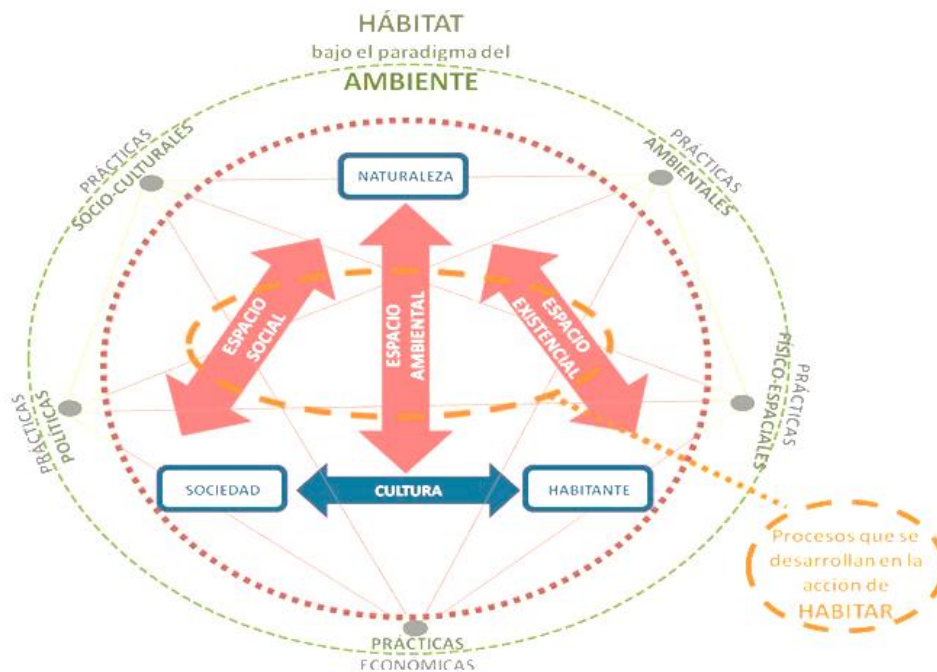 HÁBITAT
bajo el paradigma del
AMBIENTE
PRÁCTICAS
SOCIO-CULTURALES
PRÁCTICAS
AMBIENTALES
NATURALEZA
ESPACIO
SOCIAL
ESPACIO
AMBIENTAL
ESPACIO
EXISTENCIAL
PRÁCTICAS
POLÍTICAS
PRÁCTICAS
FÍSICO-ESPACIALES
SOCIEDAD
CULTURA
HABITANTE
Procesos que se
desarrollan en la
acción de
HABITAR
PRÁCTICAS
ECONÓMICAS